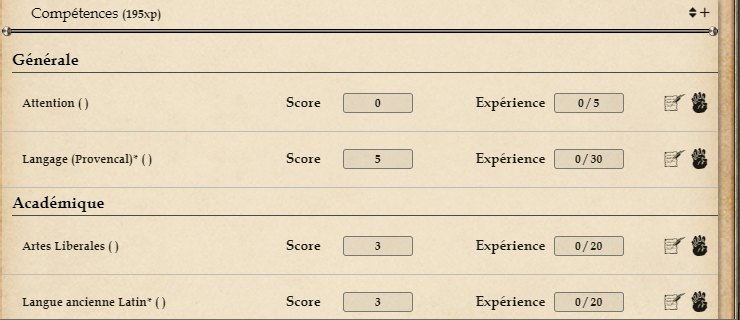 Compétences (195xp)
Générale
Attention ( ) Score 0 Expérience 0 / 5
Langage (Provencal)* ( ) Score 5 Expérience 0 / 30
Académique
Artes Liberales ( ) Score 3 Expérience 0 / 20
Langue ancienne Latin* ( ) Score 3 Expérience 0 / 20